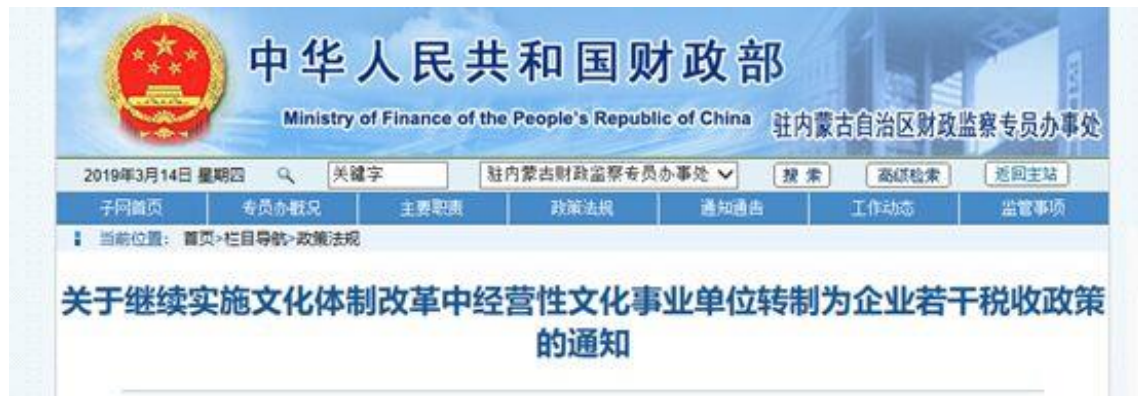 中华人民共和国财政部
Ministry of Finance of the People's Republic of China
驻内蒙古自治区财政监察专员办事处
2019年3月14日 星期四 关键字 驻内蒙古财政监察专员办事处 搜索 高级检索 返回主站
子网首页 专员办概况 主要职责 政策法规 通知通告 工作动态 监管事项
当前位置： 首页>栏目导航>政策法规
关于继续实施文化体制改革中经营性文化事业单位转制为企业若干税收政策
的通知